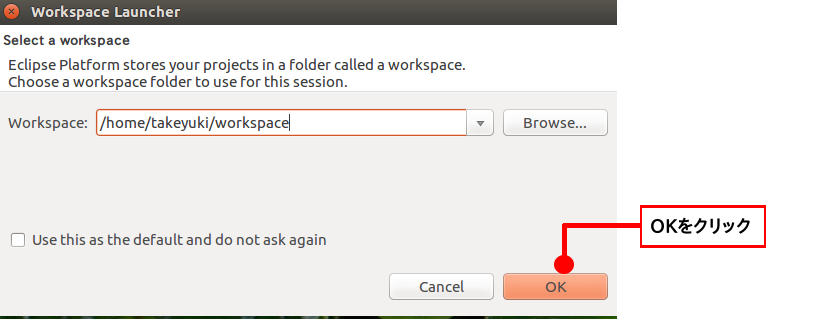 Workspace Launcher
Select a workspace
Eclipse Platform stores your projects in a folder called a workspace.
Choose a workspace folder to use for this session.
Workspace: /home/takeyuki/workspace Browse...
Use this as the default and do not ask again
OKをクリック
Cancel OK